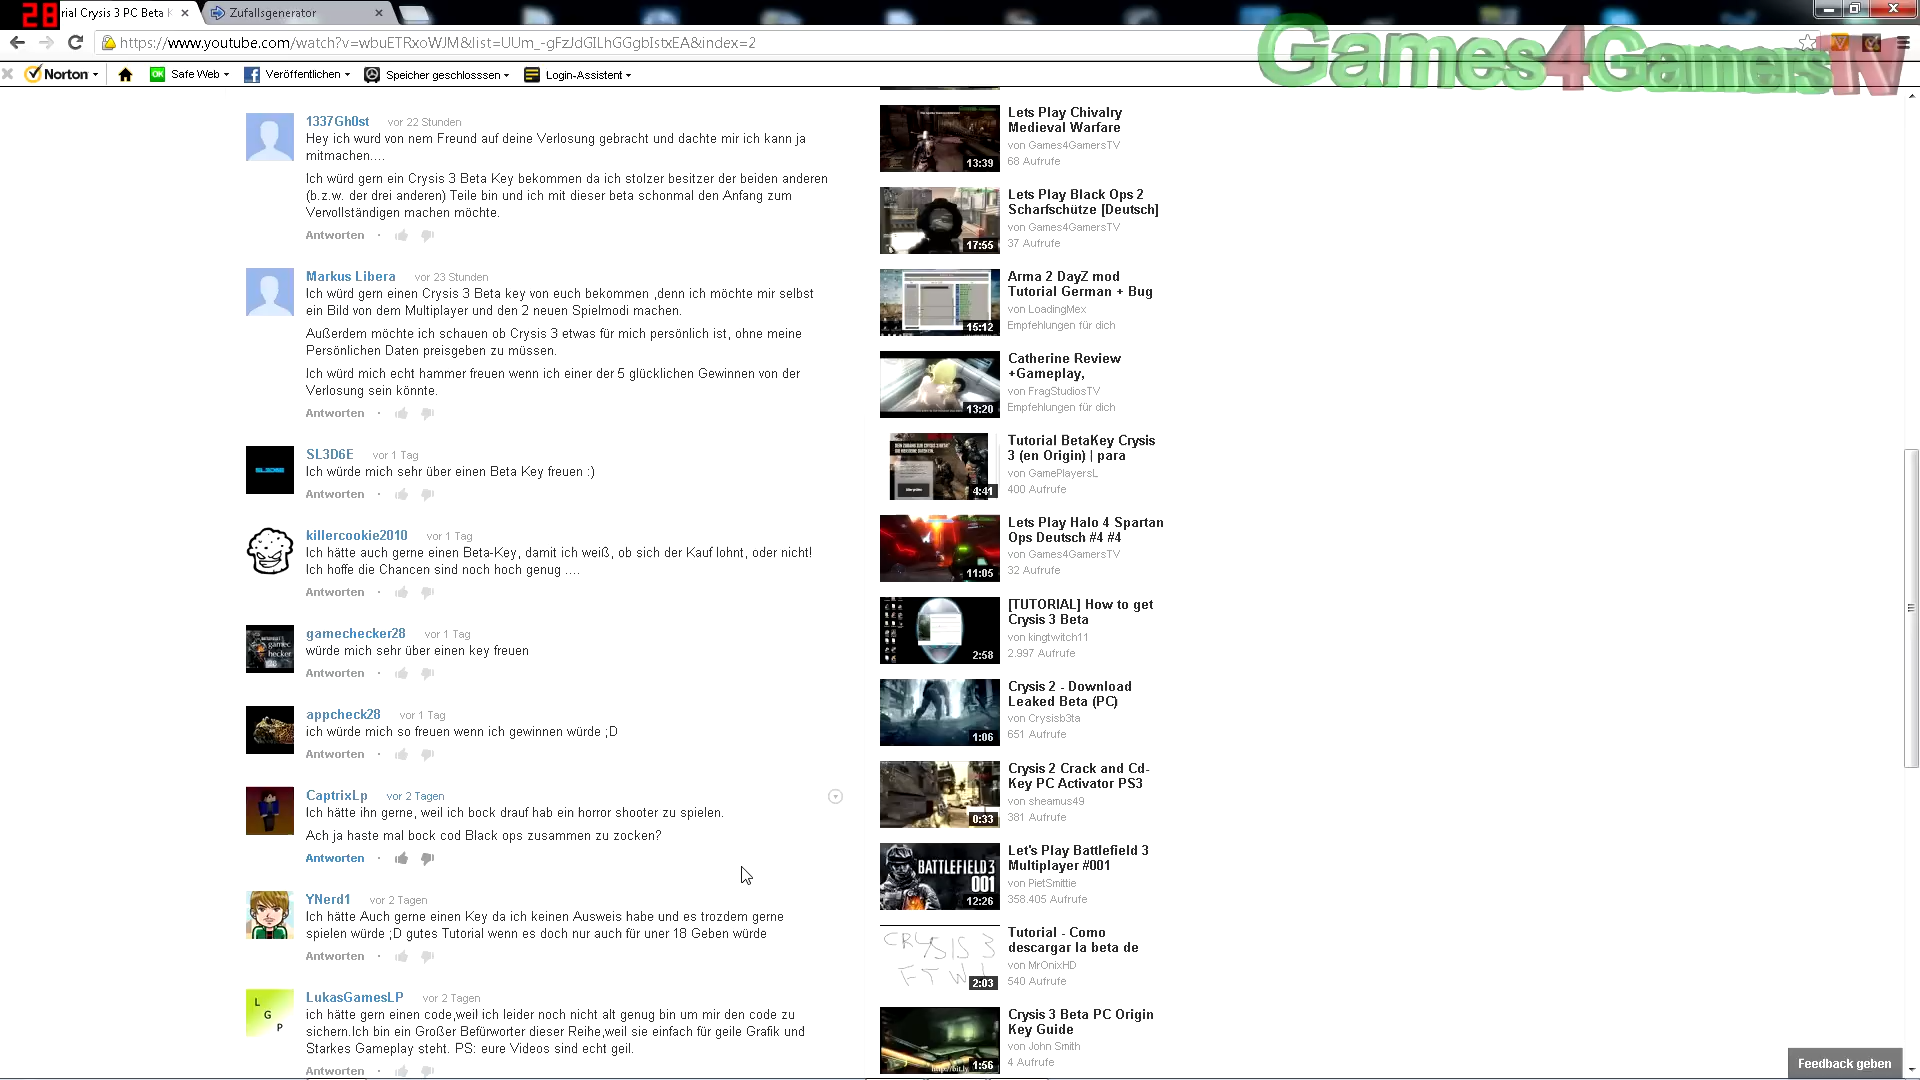 28
rial Crysis 3 PC Beta K
Zufallsgenerator
https://www.youtube.com/watch?v=wbuETRxoWJM&list=UUm_-gFzJdGILhGGgbIstxEA&index=2
Games4GamersTV
Norton
Safe Web
Veröffentlichen
Speicher geschlosssen
Login-Assistent
1337Gh0st vor 22 Stunden
Hey ich wurd von nem Freund auf deine Verlosung gebracht und dachte mir ich kann ja
mitmachen....
Ich würd gern ein Crysis 3 Beta Key bekommen da ich stolzer besitzer der beiden anderen
(b.z.w. der drei anderen) Teile bin und ich mit dieser beta schonmal den Anfang zum
Vervollständigen machen möchte.
Antworten
Markus Libera vor 23 Stunden
Ich würd gern einen Crysis 3 Beta key von euch bekommen ,denn ich möchte mir selbst
ein Bild von dem Multiplayer und den 2 neuen Spielmodi machen.
Außerdem möchte ich schauen ob Crysis 3 etwas für mich persönlich ist, ohne meine
Persönlichen Daten preisgeben zu müssen.
Ich würd mich echt hammer freuen wenn ich einer der 5 glücklichen Gewinnen von der
Verlosung sein könnte.
Antworten
SL3D6E vor 1 Tag
Ich würde mich sehr über einen Beta Key freuen :)
Antworten
killercookie2010 vor 1 Tag
Ich hätte auch gerne einen Beta-Key, damit ich weiß, ob sich der Kauf lohnt, oder nicht!
Ich hoffe die Chancen sind noch hoch genug ....
Antworten
gamechecker28 vor 1 Tag
würde mich sehr über einen key freuen
Antworten
appcheck28 vor 1 Tag
ich würde mich so freuen wenn ich gewinnen würde ;D
Antworten
CaptrixLp vor 2 Tagen
Ich hätte ihn gerne, weil ich bock drauf hab ein horror shooter zu spielen.
Ach ja haste mal bock cod Black ops zusammen zu zocken?
Antworten
YNerd1 vor 2 Tagen
Ich hätte Auch gerne einen Key da ich keinen Ausweis habe und es trozdem gerne
spielen würde ;D gutes Tutorial wenn es doch nur auch für uner 18 Geben würde
Antworten
L G P
LukasGamesLP vor 2 Tagen
ich hätte gern einen code,weil ich leider noch nicht alt genug bin um mir den code zu
sichern.Ich bin ein Großer Befürworter dieser Reihe,weil sie einfach für geile Grafik und
Starkes Gameplay steht. PS: eure Videos sind echt geil.
Antworten
13:39
Lets Play Chivalry
Medieval Warfare
von Games4GamersTV
68 Aufrufe
17:55
Lets Play Black Ops 2
Scharfschütze [Deutsch]
von Games4GamersTV
37 Aufrufe
15:12
Arma 2 DayZ mod
Tutorial German + Bug
von LoadingMex
Empfehlungen für dich
13:20
Catherine Review
+Gameplay,
von FragStudiosTV
Empfehlungen für dich
4:41
Tutorial BetaKey Crysis
3 (en Origin) | para
von GamePlayersL
400 Aufrufe
11:05
Lets Play Halo 4 Spartan
Ops Deutsch #4 #4
von Games4GamersTV
32 Aufrufe
2:58
[TUTORIAL] How to get
Crysis 3 Beta
von kingtwitch11
2.997 Aufrufe
1:06
Crysis 2 - Download
Leaked Beta (PC)
von Crysisb3ta
651 Aufrufe
0:33
Crysis 2 Crack and Cd-
Key PC Activator PS3
von sheamus49
381 Aufrufe
BATTLEFIELD 3
001
12:26
Let's Play Battlefield 3
Multiplayer #001
von PietSmittie
358.405 Aufrufe
CRYSIS 3
FTW!
2:03
Tutorial - Como
descargar la beta de
von MrOnixHD
540 Aufrufe
1:56
Crysis 3 Beta PC Origin
Key Guide
von John Smith
4 Aufrufe
Feedback geben